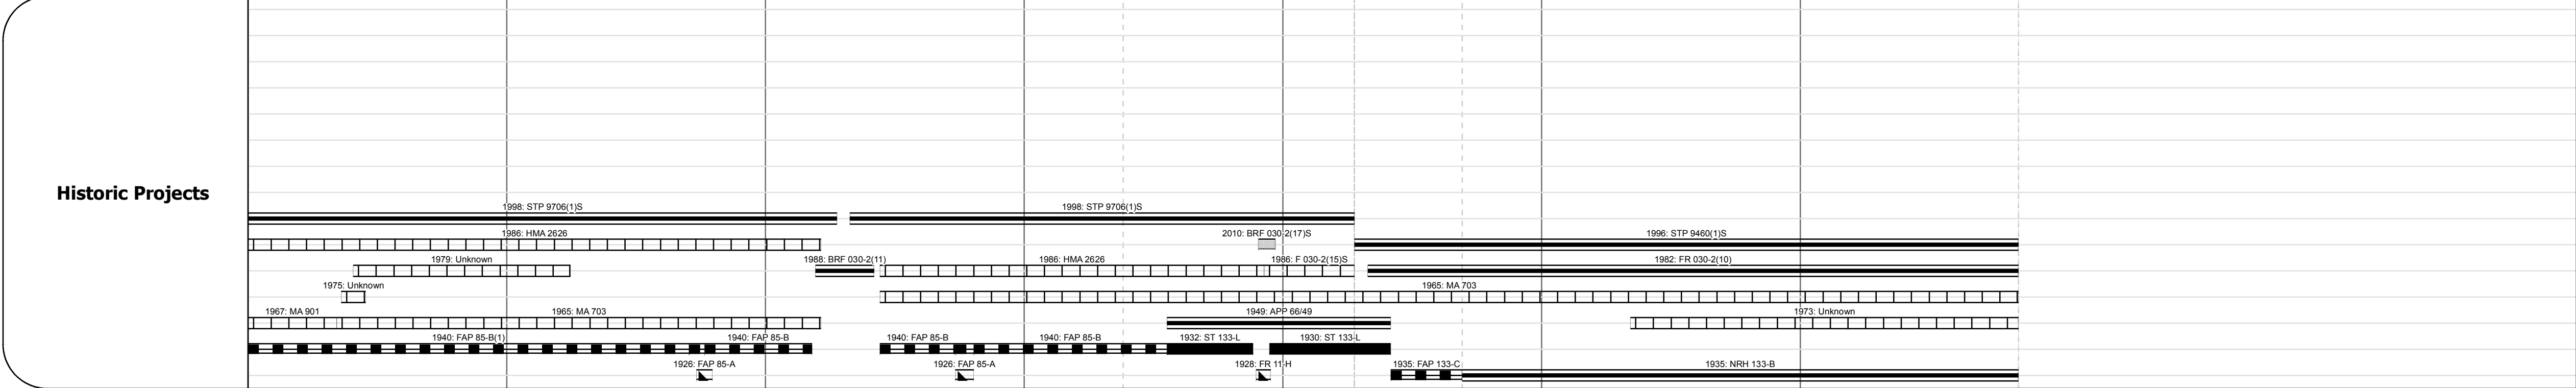 Historic Projects
1998: STP 9706(1)S
1998: STP 9706(1)S
1986: HMA 2626
2010: BRF 030-2(17)S
1996: STP 9460(1)S
1979: Unknown
1988: BRF 030-2(11)
1986: HMA 2626
1986: F 030-2(15)S
1982: FR 030-2(10)
1975: Unknown
1965: MA 703
1967: MA 901
1965: MA 703
1949: APP 66/49
1973: Unknown
1940: FAP 85-B(1)
1940: FAP 85-B
1940: FAP 85-B
1940: FAP 85-B
1932: ST 133-L
1930: ST 133-L
1926: FAP 85-A
1926: FAP 85-A
1928: FR 11-H
1935: FAP 133-C
1935: NRH 133-B